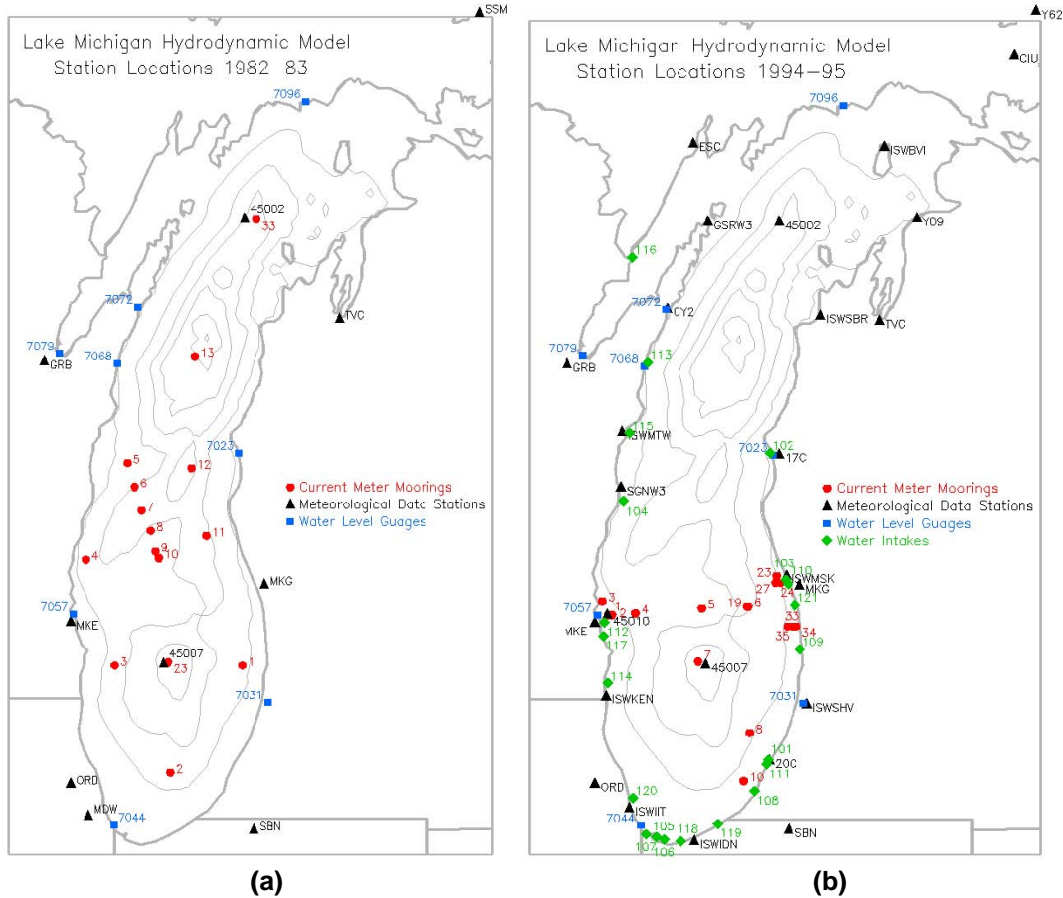 SSM
Lake Michigan Hydrodynamic Model
Station Locations 1982 83
7096
45002
33
7072
TVC
7079
GRB
7068
13
7023
5
12
6
7
8
11
9
10
4
Current Meter Moorings
Meteorological Data Stations
Water Level Guages
MKG
7057
MKE
45007
3
23
1
7031
2
ORD
MDW
7044
SBN
(a)
Y62
CIU
Lake Michigar Hydrodynamic Model
Station Locations 1994-95
7096
ESC
ISWBVI
GSRW3
45002
Y09
116
7072
CY2
ISWSBR
TVC
7079
GRB
7068
113
115
ISWMTW
7023
102
17C
SGNW3
104
Current Meter Moorings
Meteorological Data Stations
Water Level Guages
Water Intakes
103
110
23
ISWMSK
27
24
MKG
121
3
1
7057
2
4
5
19
6
45010
MKE
112
33
35
34
117
109
7
45007
114
ISWKEN
7031
ISWSHV
8
101
20C
111
10
108
ORD
120
ISWIIT
7044
105
107
106
118
119
ISWIDN
SBN
(b)